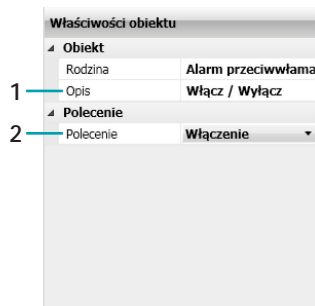 Właściwości obiektu
Obiekt
Rodzina Alarm przeciwwłama
1 Opis Włącz / Wyłącz
Polecenie
2 Polecenie Włączenie